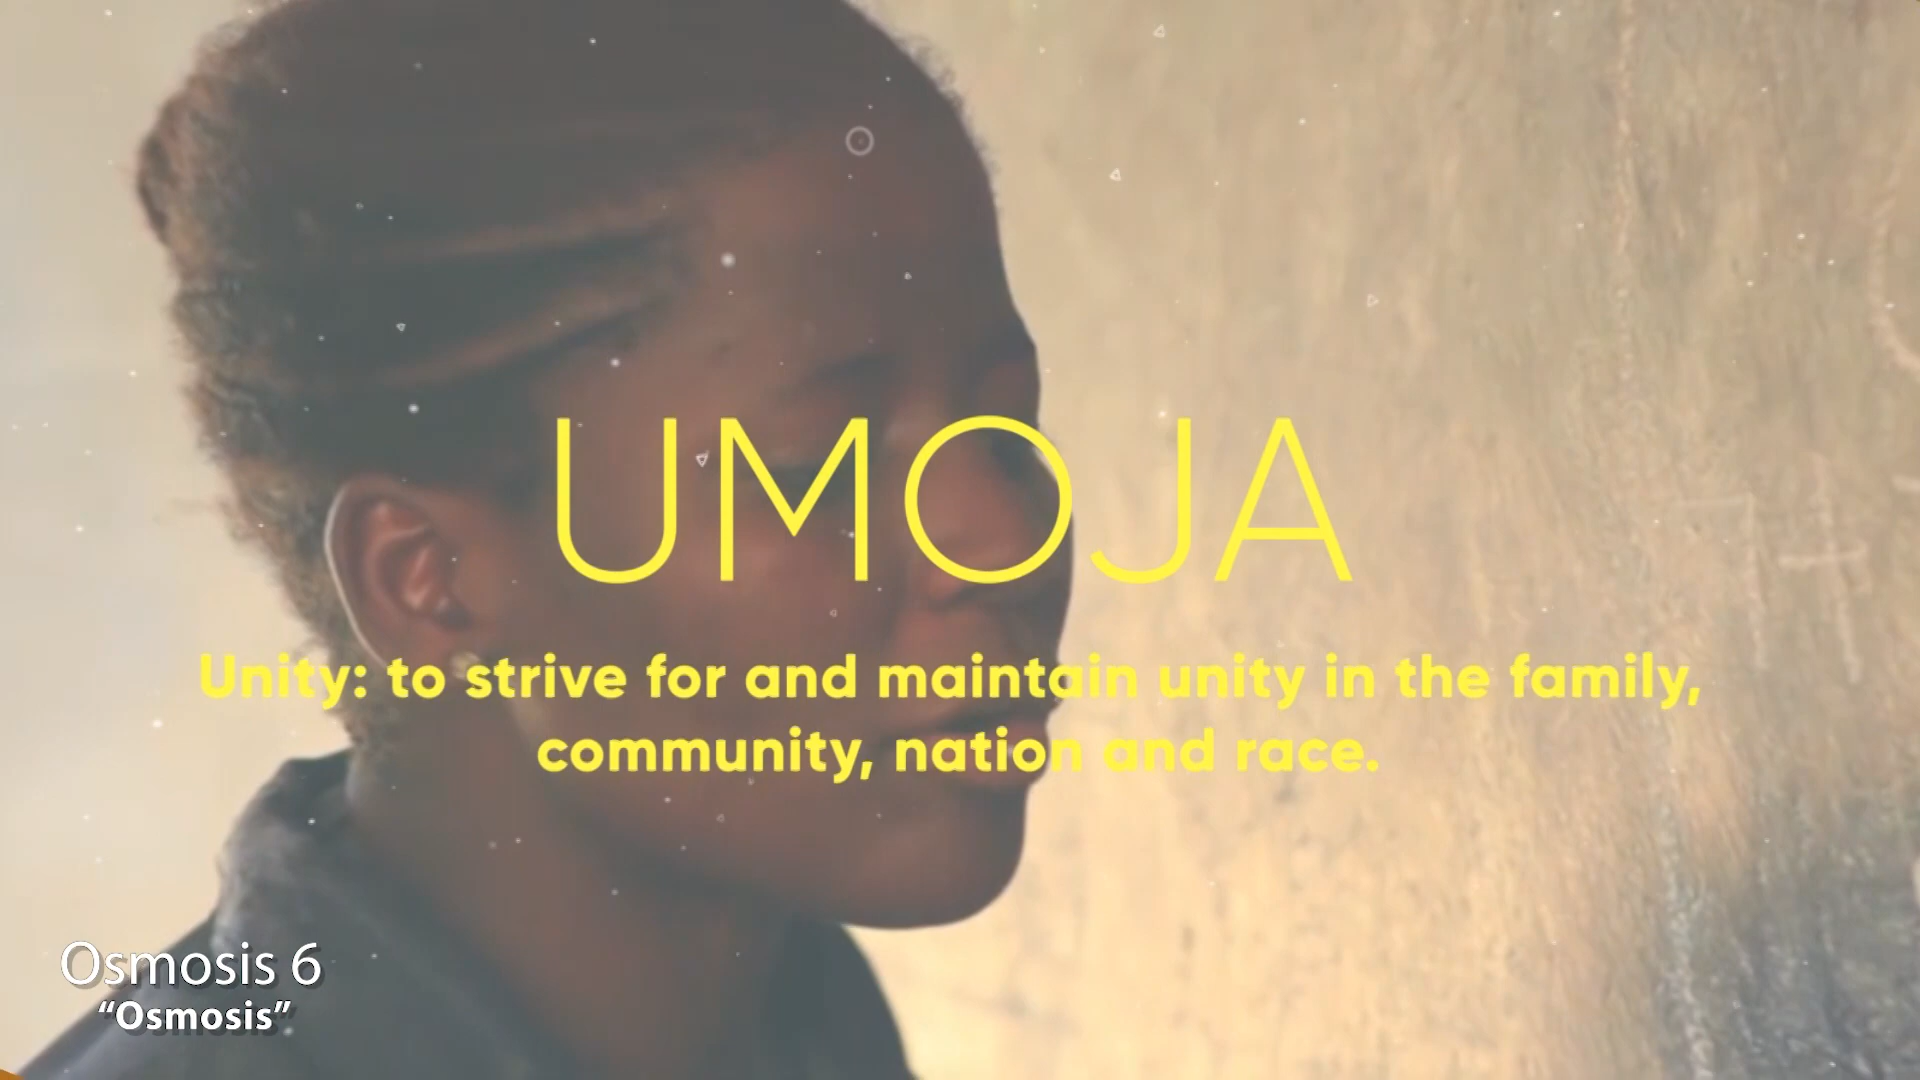 UMOJA
Unity: to strive for and maintain unity in the family,
community, nation and race.
Osmosis 6
“Osmosis”